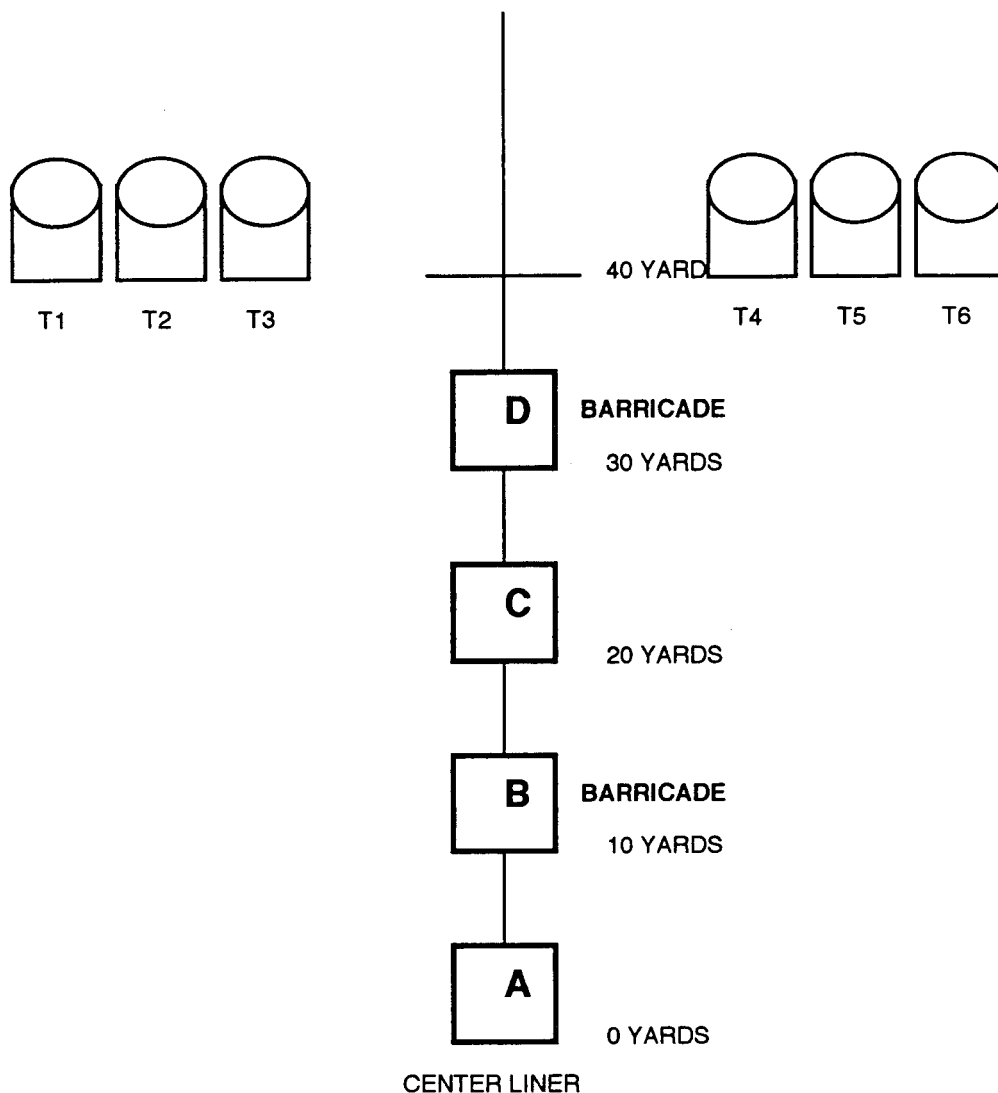 40 YARD
T1 T2 T3 T4 T5 T6
D BARRICADE
30 YARDS
C
20 YARDS
B BARRICADE
10 YARDS
A
0 YARDS
CENTER LINER